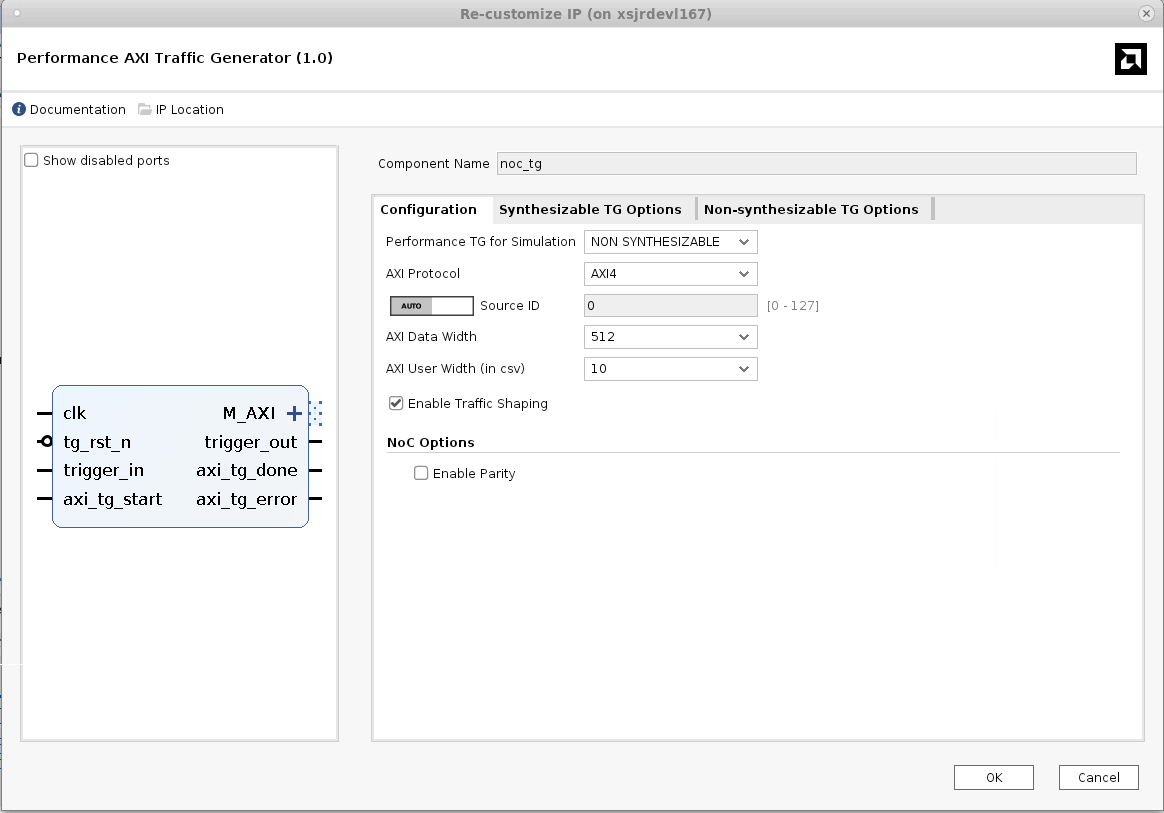 Re-customize IP (on xsjrdevl167)
Performance AXI Traffic Generator (1.0)
Documentation IP Location
Show disabled ports
clk M_AXI
tg_rst_n trigger_out
trigger_in axi_tg_done
axi_tg_start axi_tg_error
Component Name noc_tg
Configuration Synthesizable TG Options Non-synthesizable TG Options
Performance TG for Simulation NON SYNTHESIZABLE
AXI Protocol AXI4
AUTO Source ID 0 [0 - 127]
AXI Data Width 512
AXI User Width (in csv) 10
Enable Traffic Shaping
NoC Options
Enable Parity
OK Cancel